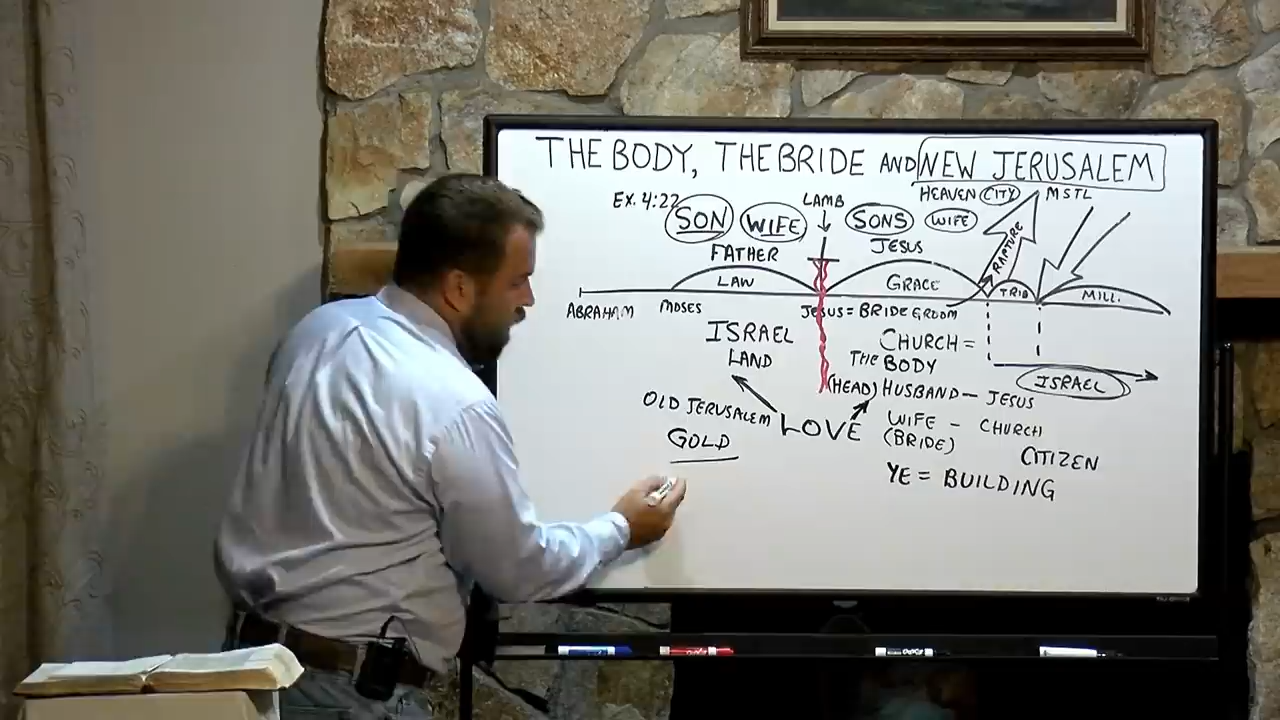 THE BODY, THE BRIDE AND NEW JERUSALEM
EX. 4:22
SON
WIFE
LAMB
SONS
WIFE
HEAVEN CITY
MSTL
FATHER
JESUS
RAPTURE
LAW
GRACE
TRIB
MILL.
ABRAHAM
MOSES
JESUS = BRIDEGROOM
ISRAEL
LAND
CHURCH =
THE BODY
ISRAEL
(HEAD) HUSBAND - JESUS
OLD JERUSALEM
LOVE
WIFE - CHURCH
(BRIDE)
GOLD
CITIZEN
YE = BUILDING